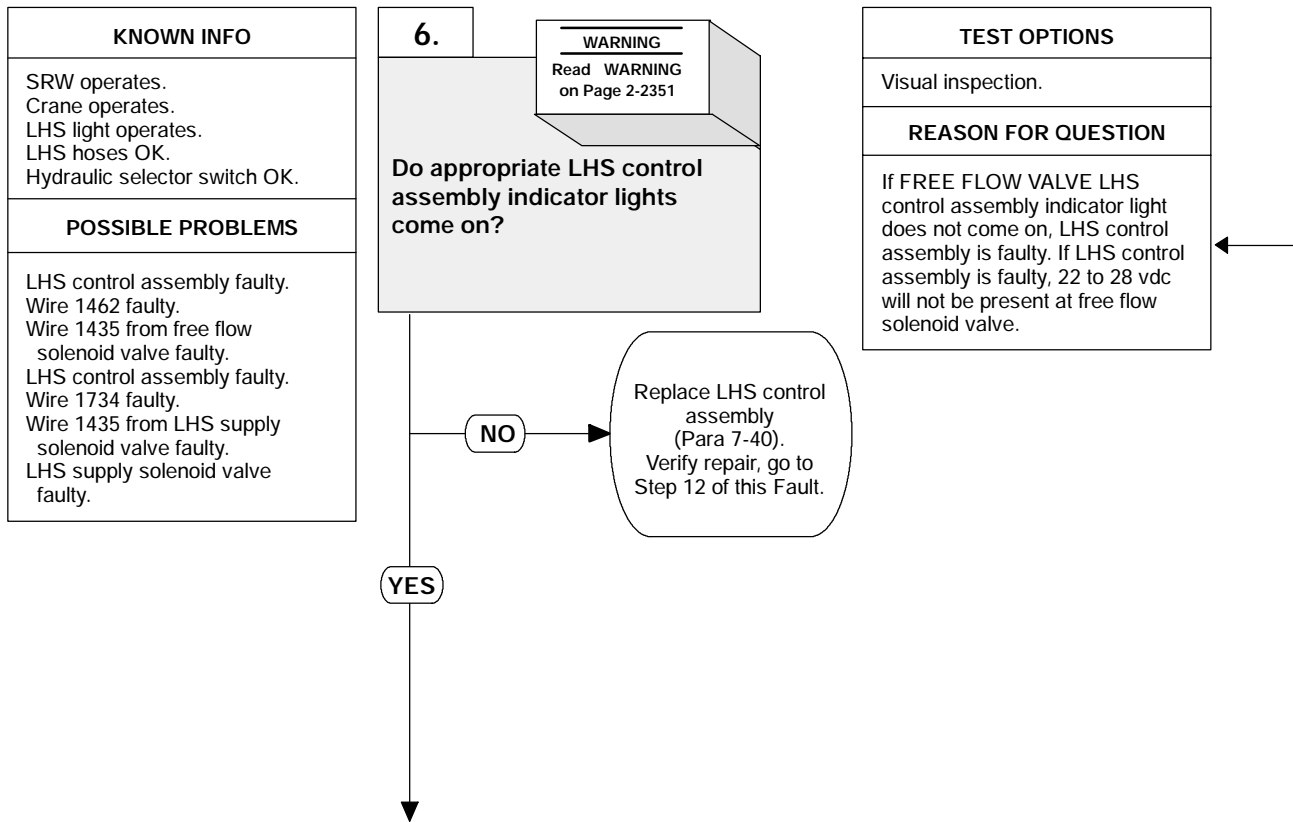 KNOWN INFO
SRW operates.
Crane operates.
LHS light operates.
LHS hoses OK.
Hydraulic selector switch OK.
POSSIBLE PROBLEMS
LHS control assembly faulty.
Wire 1462 faulty.
Wire 1435 from free flow
solenoid valve faulty.
LHS control assembly faulty.
Wire 1734 faulty.
Wire 1435 from LHS supply
solenoid valve faulty.
LHS supply solenoid valve
faulty.
6.
WARNING
Read WARNING
on Page 2-2351
Do appropriate LHS control
assembly indicator lights
come on?
NO
Replace LHS control
assembly
(Para 7-40).
Verify repair, go to
Step 12 of this Fault.
YES
TEST OPTIONS
Visual inspection.
REASON FOR QUESTION
If FREE FLOW VALVE LHS
control assembly indicator light
does not come on, LHS control
assembly is faulty. If LHS control
assembly is faulty, 22 to 28 vdc
will not be present at free flow
solenoid valve.